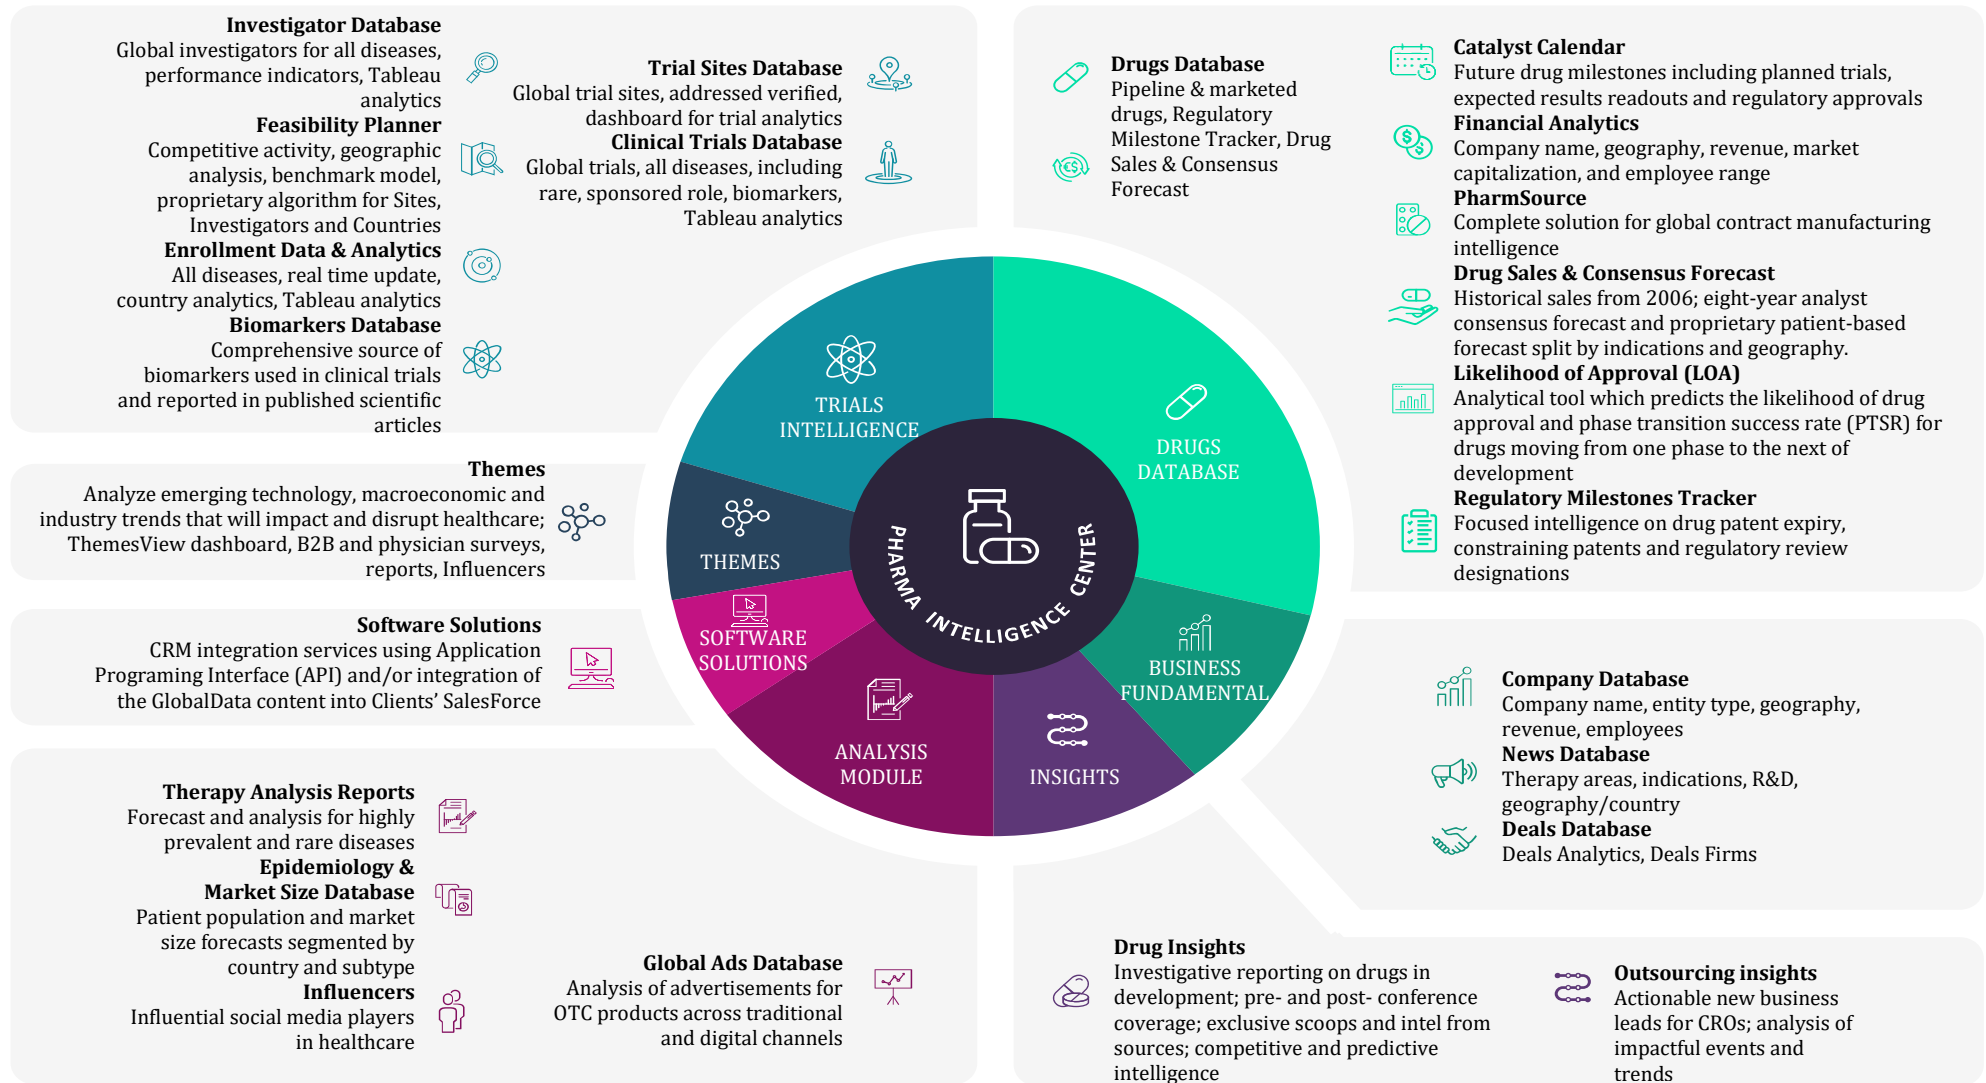 Investigator Database
Global investigators for all diseases,
performance indicators, Tableau
analytics
Feasibility Planner
Competitive activity, geographic
analysis, benchmark model,
proprietary algorithm for Sites,
Investigators and Countries
Enrollment Data & Analytics
All diseases, real time update,
country analytics, Tableau analytics
Biomarkers Database
Comprehensive source of
biomarkers used in clinical trials
and reported in published scientific
articles
Trial Sites Database
Global trial sites, addressed verified,
dashboard for trial analytics
Clinical Trials Database
Global trials, all diseases, including
rare, sponsored role, biomarkers,
Tableau analytics
Drugs Database
Pipeline & marketed
drugs, Regulatory
Milestone Tracker, Drug
Sales & Consensus
Forecast
Catalyst Calendar
Future drug milestones including planned trials,
expected results readouts and regulatory approvals
Financial Analytics
Company name, geography, revenue, market
capitalization, and employee range
PharmSource
Complete solution for global contract manufacturing
intelligence
Drug Sales & Consensus Forecast
Historical sales from 2006; eight-year analyst
consensus forecast and proprietary patient-based
forecast split by indications and geography.
Likelihood of Approval (LOA)
Analytical tool which predicts the likelihood of drug
approval and phase transition success rate (PTSR) for
drugs moving from one phase to the next of
development
Regulatory Milestones Tracker
Focused intelligence on drug patent expiry,
constraining patents and regulatory review
designations
Themes
Analyze emerging technology, macroeconomic and
industry trends that will impact and disrupt healthcare;
ThemesView dashboard, B2B and physician surveys,
reports, Influencers
Software Solutions
CRM integration services using Application
Programing Interface (API) and/or integration of
the GlobalData content into Clients' SalesForce
TRIALS
INTELLIGENCE
DRUGS
DATABASE
THEMES
SOFTWARE
SOLUTIONS
ANALYSIS
MODULE
INSIGHTS
BUSINESS
FUNDAMENTAL
PHARMA INTELLIGENCE CENTER
€$
$
$
Company Database
Company name, entity type, geography,
revenue, employees
News Database
Therapy areas, indications, R&D,
geography/country
Deals Database
Deals Analytics, Deals Firms
Therapy Analysis Reports
Forecast and analysis for highly
prevalent and rare diseases
Epidemiology &
Market Size Database
Patient population and market
size forecasts segmented by
country and subtype
Influencers
Influential social media players
in healthcare
Global Ads Database
Analysis of advertisements for
OTC products across traditional
and digital channels
Drug Insights
Investigative reporting on drugs in
development; pre- and post- conference
coverage; exclusive scoops and intel from
sources; competitive and predictive
intelligence
Outsourcing insights
Actionable new business
leads for CROs; analysis of
impactful events and
trends